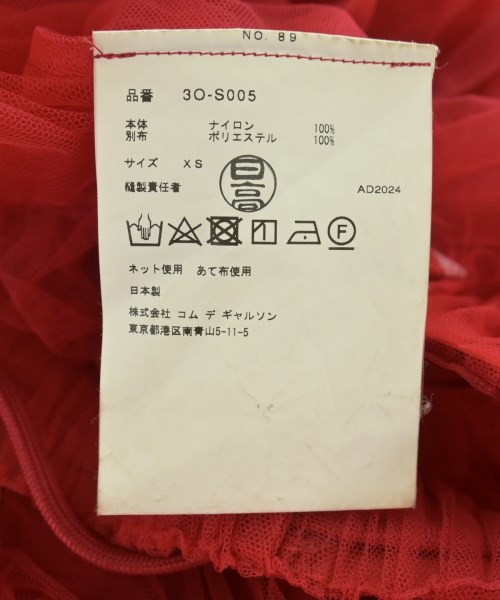 NO. 89
品番 3O-S005
本体 ナイロン 100%
別布 ポリエステル 100%
サイズ XS
日高
縫製責任者 AD2024
1 F
ネット使用 あて布使用
日本製
株式会社 コム デ ギャルソン
東京都港区南青山5-11-5